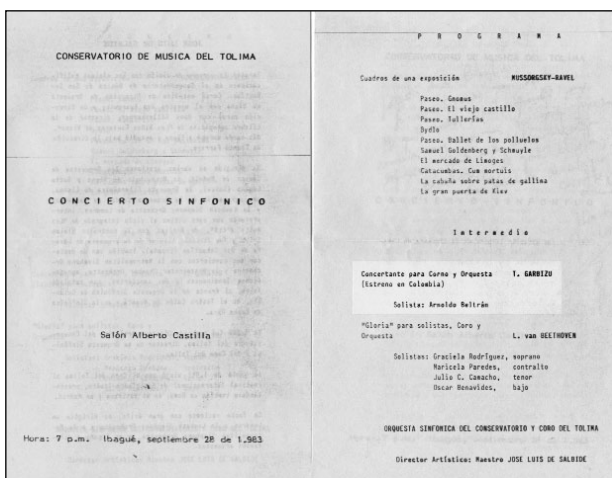 CONSERVATORIO DE MUSICA DEL TOLIMA
CONCIERTO SINFONICO
Salón Alberto Castilla
Hora: 7 p.m. Ibagué, septiembre 28 de 1.983
PROGRAMA
Cuadros de una exposición MUSSORGSKY-RAVEL
Paseo. Gnomus
Paseo. El viejo castillo
Paseo. Tullerías
Bydlo
Paseo. Ballet de los polluelos
Samuel Goldenberg y Schmuyle
El mercado de Limoges
Catacumbas. Cum mortuis
La cabaña sobre patas de gallina
La gran puerta de Kiev
Intermedio
Concertante para Corno y Orquesta T. GARBIZU
(Estreno en Colombia)
Solista: Arnoldo Beltrán
"Gloria" para solistas, Coro y
Orquesta L. van BEETHOVEN
Solistas: Graciela Rodríguez, soprano
Maricela Paredes, contralto
Julio C. Camacho, tenor
Oscar Benavides, bajo
ORQUESTA SINFONICA DEL CONSERVATORIO Y CORO DEL TOLIMA
Director Artístico: Maestro JOSE LUIS DE SALBIDE